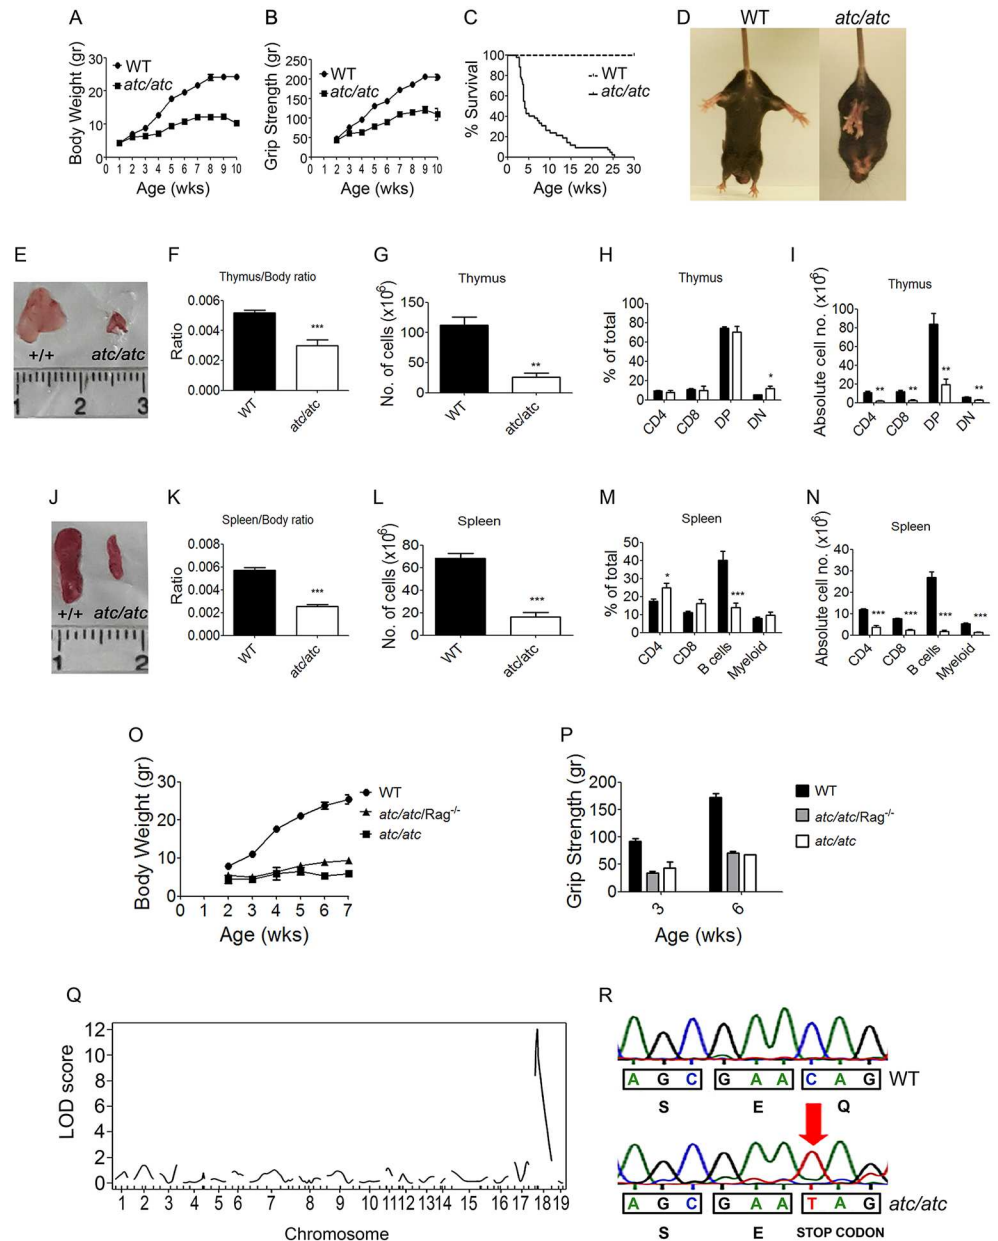 A
B
C
D
WT
atc/atc
Body Weight (gr)
30
20
10
0
WT
atc/atc
1 2 3 4 5 6 7 8 9 10
Age (wks)
Grip Strength (gr)
250
200
150
100
50
0
WT
atc/atc
0 1 2 3 4 5 6 7 8 9 10
Age (wks)
% Survival
100
80
60
40
20
0
WT
atc/atc
0 5 10 15 20 25 30
Age (wks)
E
F
G
H
I
+/+ atc/atc
1 2 3
Thymus/Body ratio
Ratio
0.006
0.004
0.002
0.000
***
WT
atc/atc
Thymus
No. of cells (x10⁶)
150
100
50
0
**
WT
atc/atc
Thymus
% of total
100
80
60
40
20
0
*
CD4
CD8
DP
DN
Thymus
Absolute cell no. (x10⁶)
100
80
60
40
20
0
** ** ** **
CD4
CD8
DP
DN
J
K
L
M
N
+/+ atc/atc
1 2
Spleen/Body ratio
Ratio
0.008
0.006
0.004
0.002
0.000
***
WT
atc/atc
Spleen
No. of cells (x10⁶)
80
60
40
20
0
***
WT
atc/atc
Spleen
% of total
50
40
30
20
10
0
* ***
CD4
CD8
B cells
Myeloid
Spleen
Absolute cell no. (x10⁶)
40
30
20
10
0
*** *** *** ***
CD4
CD8
B cells
Myeloid
O
P
Body Weight (gr)
30
20
10
0
0 1 2 3 4 5 6 7
Age (wks)
WT
atc/atc/Rag⁻/⁻
atc/atc
Grip Strength (gr)
200
150
100
50
0
3
6
Age (wks)
WT
atc/atc/Rag⁻/⁻
atc/atc
Q
R
LOD score
12
10
8
6
4
2
0
1 2 3 4 5 6 7 8 9 10 11 12 13 14 15 16 17 18 19
Chromosome
A G C G A A C A G WT
S E Q
A G C G A A T A G atc/atc
S E STOP CODON